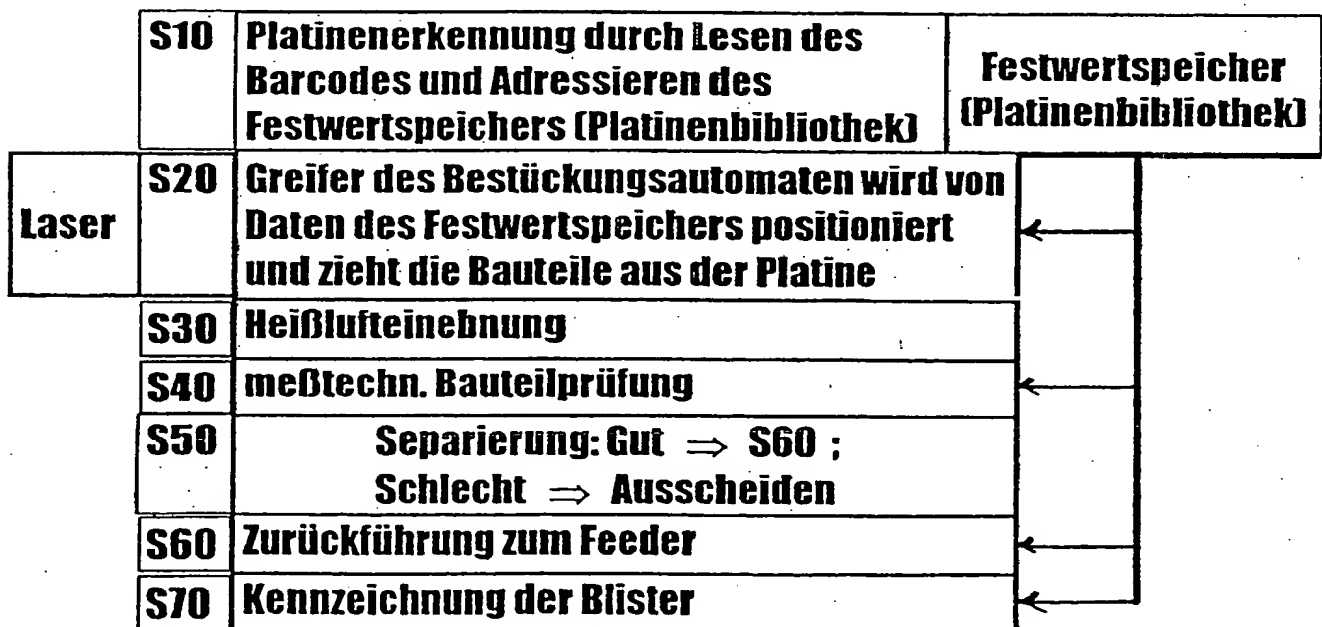 S10 Platinenerkennung durch Lesen des
Barcodes und Adressieren des
Festwertspeichers (Platinenbibliothek)
Festwertspeicher
(Platinenbibliothek)
Laser
S20 Greifer des Bestückungsautomaten wird von
Daten des Festwertspeichers positioniert
und zieht die Bauteile aus der Platine
S30 Heißlufteinebnung
S40 meßtechn. Bauteilprüfung
S50 Separierung: Gut ⇒ S60 ;
Schlecht ⇒ Ausscheiden
S60 Zurückführung zum Feeder
S70 Kennzeichnung der Blister